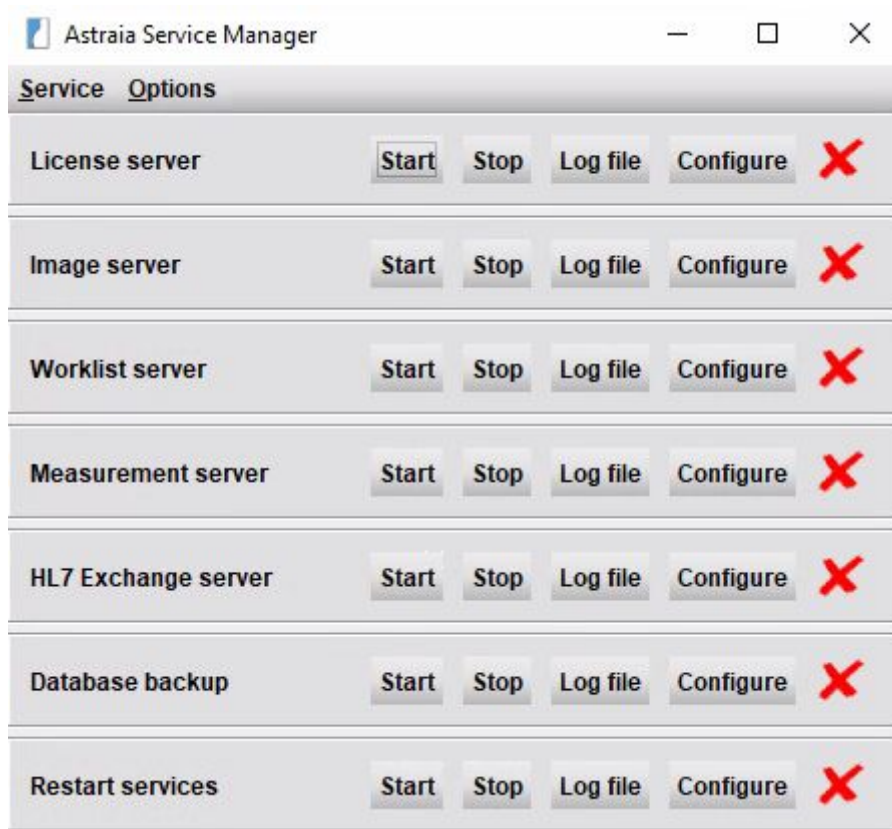 Astraia Service Manager
Service Options
License server Start Stop Log file Configure
Image server Start Stop Log file Configure
Worklist server Start Stop Log file Configure
Measurement server Start Stop Log file Configure
HL7 Exchange server Start Stop Log file Configure
Database backup Start Stop Log file Configure
Restart services Start Stop Log file Configure